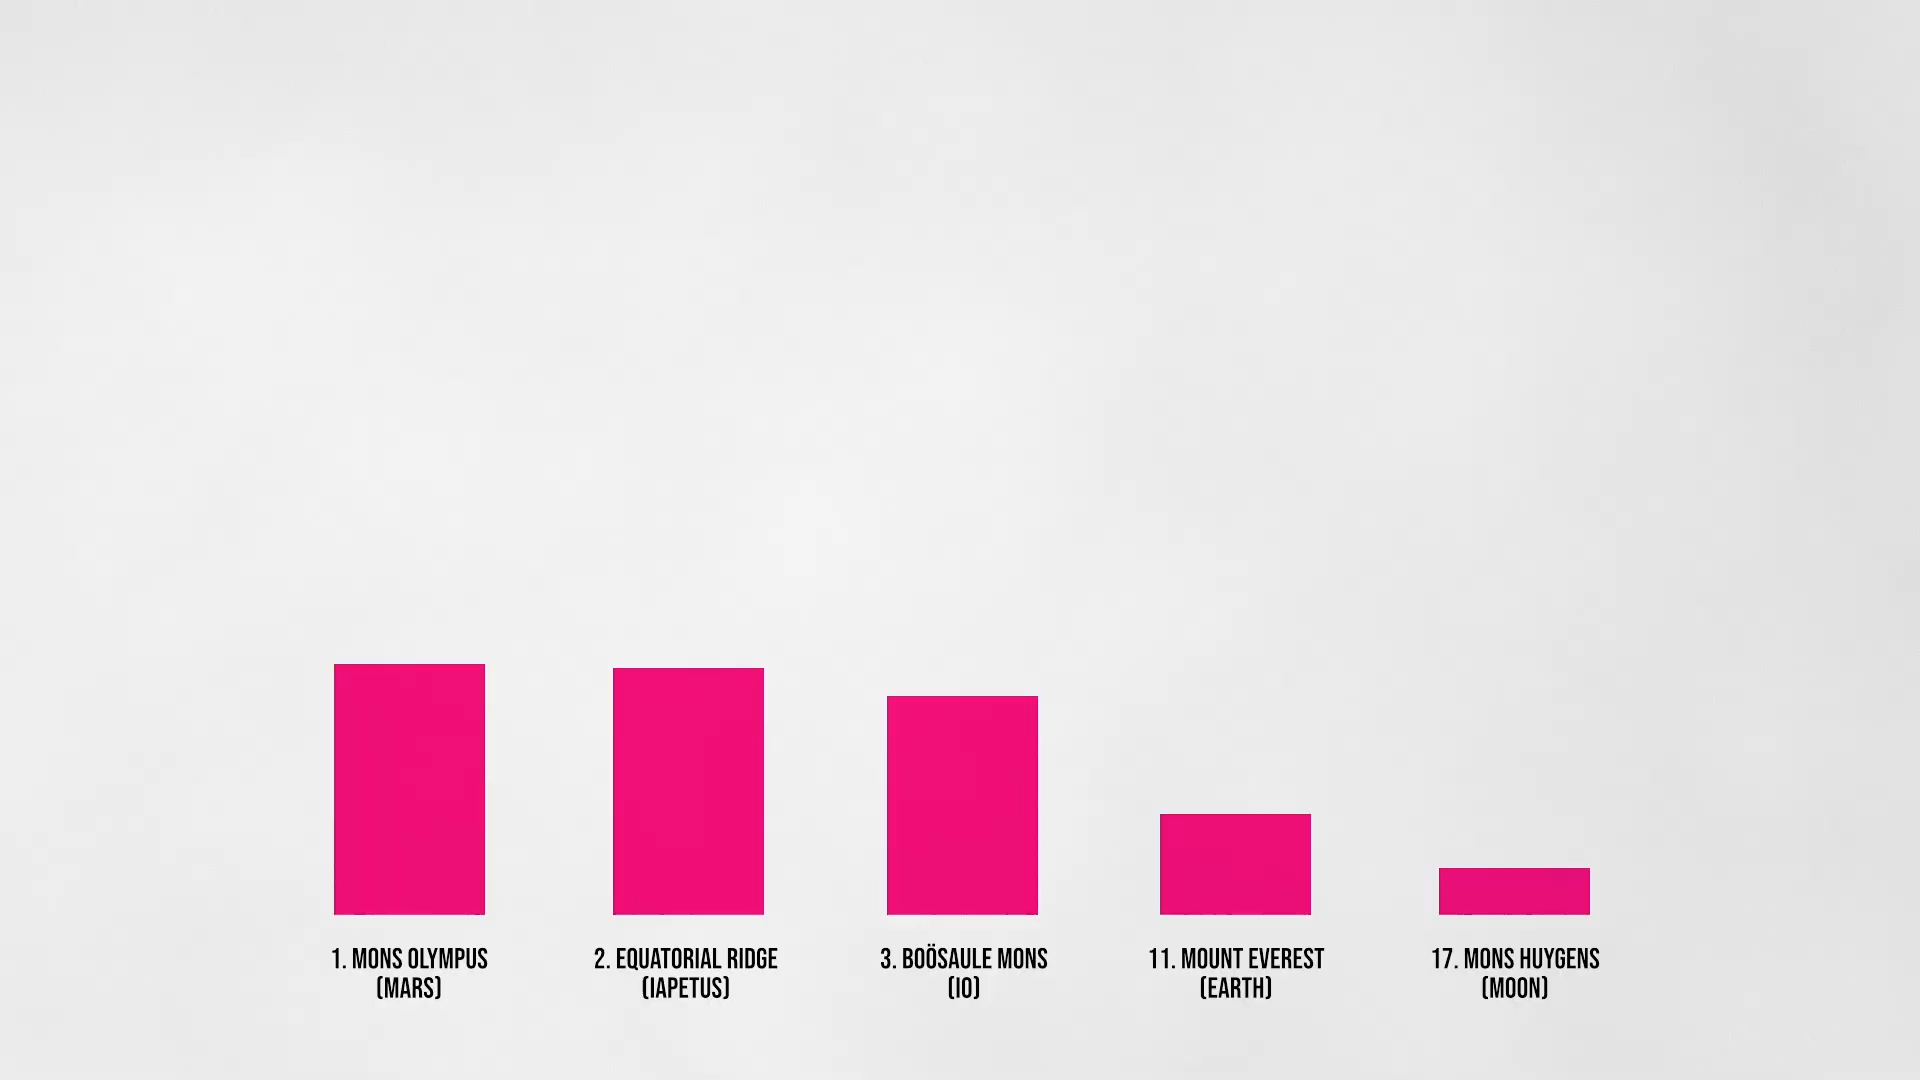 1. MONS OLYMPUS
(MARS)
2. EQUATORIAL RIDGE
(IAPETUS)
3. BOÖSAULE MONS
(IO)
11. MOUNT EVEREST
(EARTH)
17. MONS HUYGENS
(MOON)